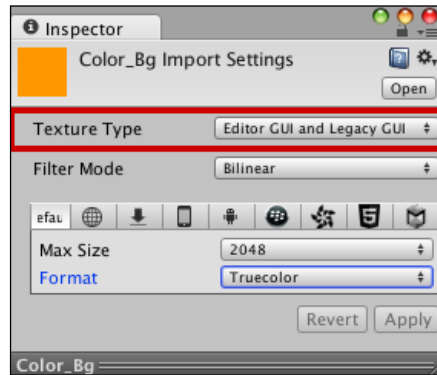 Inspector
Color_Bg Import Settings
Open
Texture Type Editor GUI and Legacy GUI
Filter Mode Bilinear
efau
Max Size 2048
Format Truecolor
Revert Apply
Color_Bg